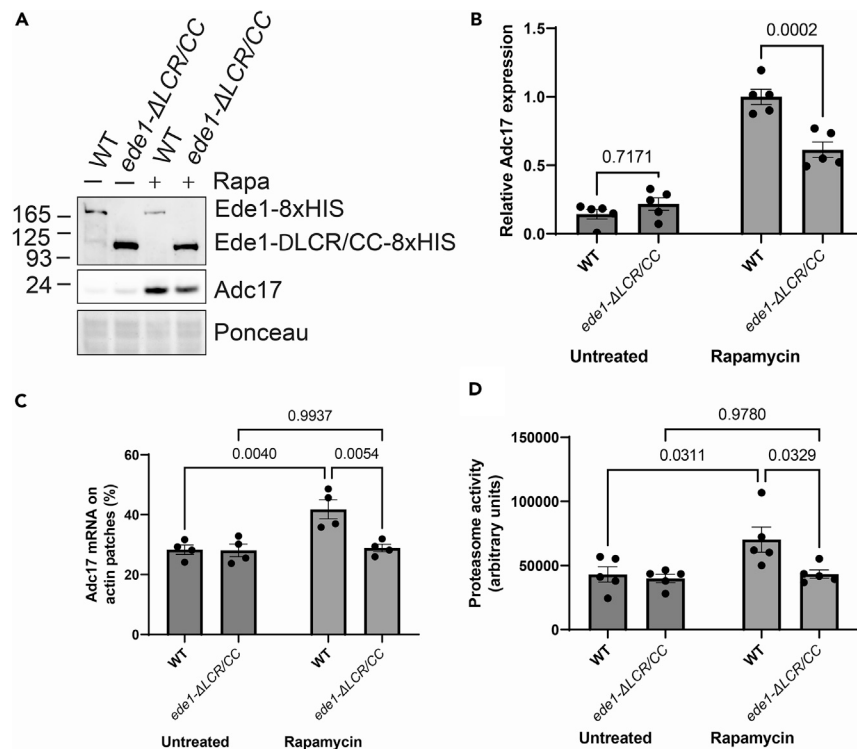 A
WT
ede1-ΔLCR/CC
WT
ede1-ΔLCR/CC
– – + + Rapa
165
125
93
Ede1-8xHIS
Ede1-DLCR/CC-8xHIS
24
Adc17
Ponceau
B
Relative Adc17 expression
1.5
1.0
0.5
0.0
0.7171
0.0002
WT
ede1-ΔLCR/CC
WT
ede1-ΔLCR/CC
Untreated
Rapamycin
C
Adc17 mRNA on
actin patches (%)
60
40
20
0
0.9937
0.0040
0.0054
WT
ede1-ΔLCR/CC
WT
ede1-ΔLCR/CC
Untreated
Rapamycin
D
Proteasome activity
(arbitrary units)
150000
100000
50000
0
0.9780
0.0311
0.0329
WT
ede1-ΔLCR/CC
WT
ede1-ΔLCR/CC
Untreated
Rapamycin